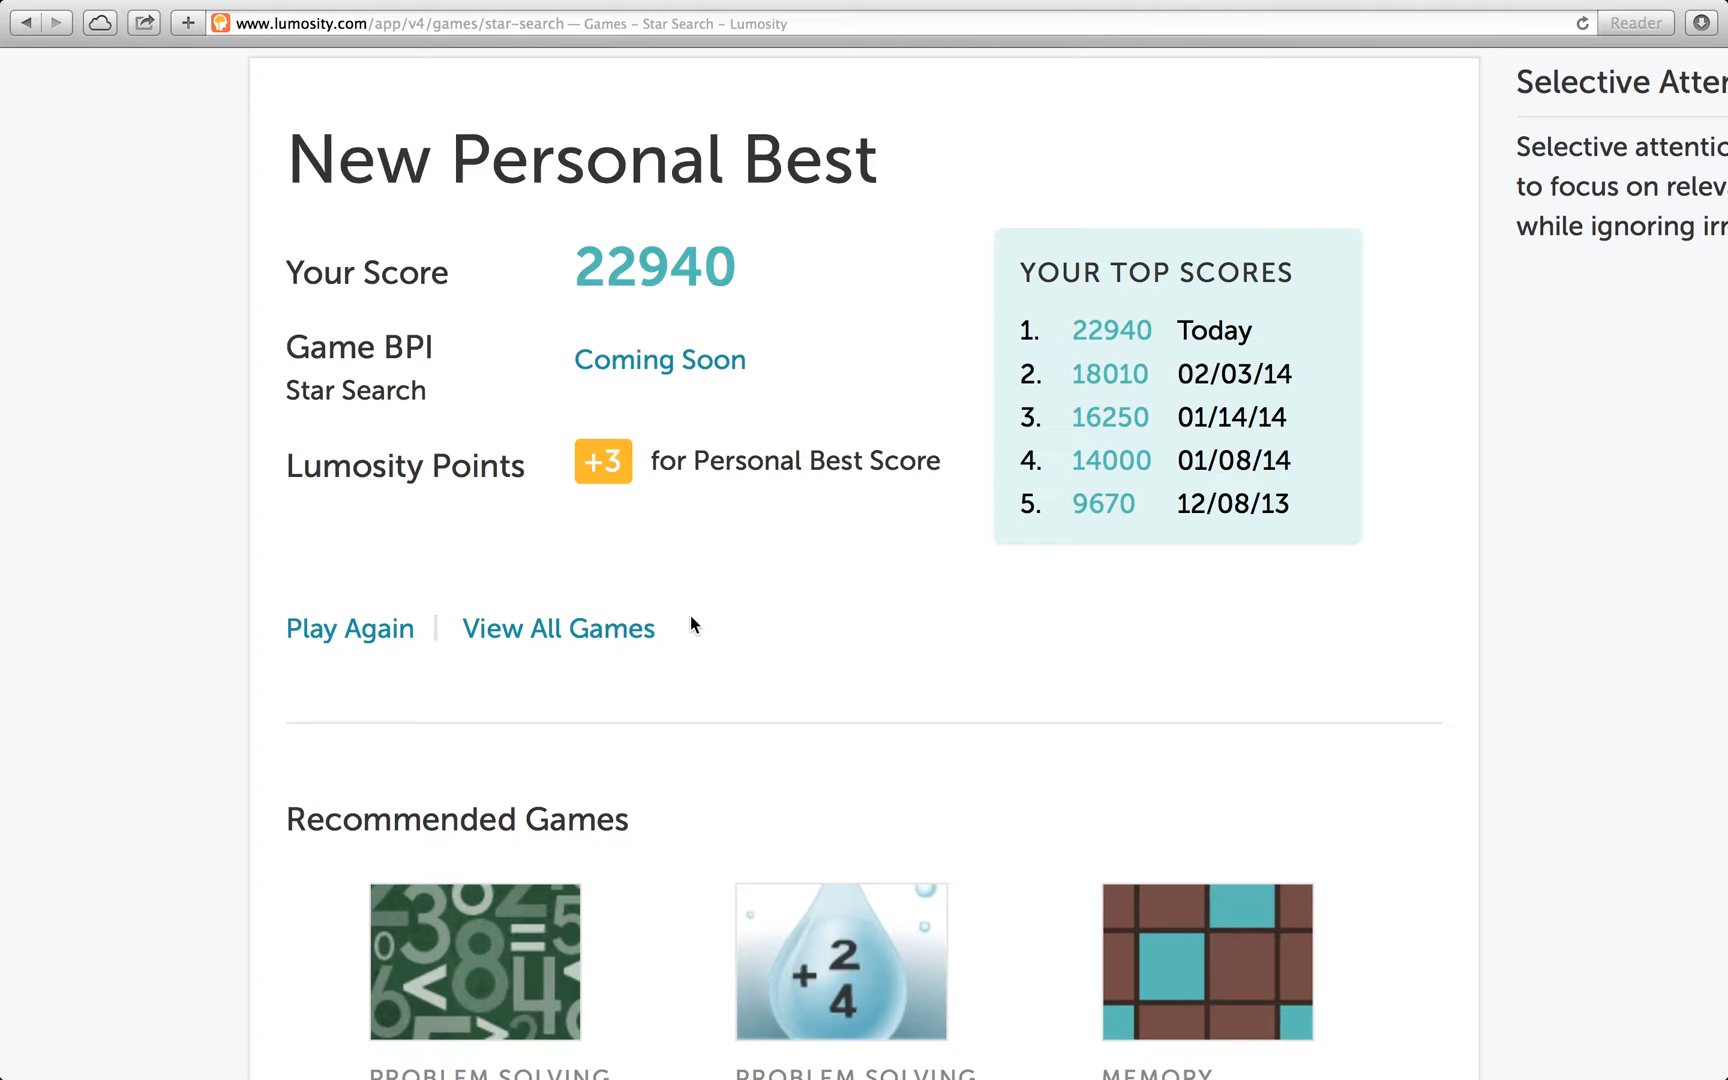 www.lumosity.com/app/v4/games/star-search — Games – Star Search – Lumosity
Reader
New Personal Best
Your Score 22940
Game BPI
Star Search
Coming Soon
Lumosity Points +3 for Personal Best Score
YOUR TOP SCORES
1. 22940 Today
2. 18010 02/03/14
3. 16250 01/14/14
4. 14000 01/08/14
5. 9670 12/08/13
Play Again | View All Games
Selective Atter
Selective attentio
to focus on relev
while ignoring irr
Recommended Games
2
+
4
PROBLEM SOLVING
PROBLEM SOLVING
MEMORY